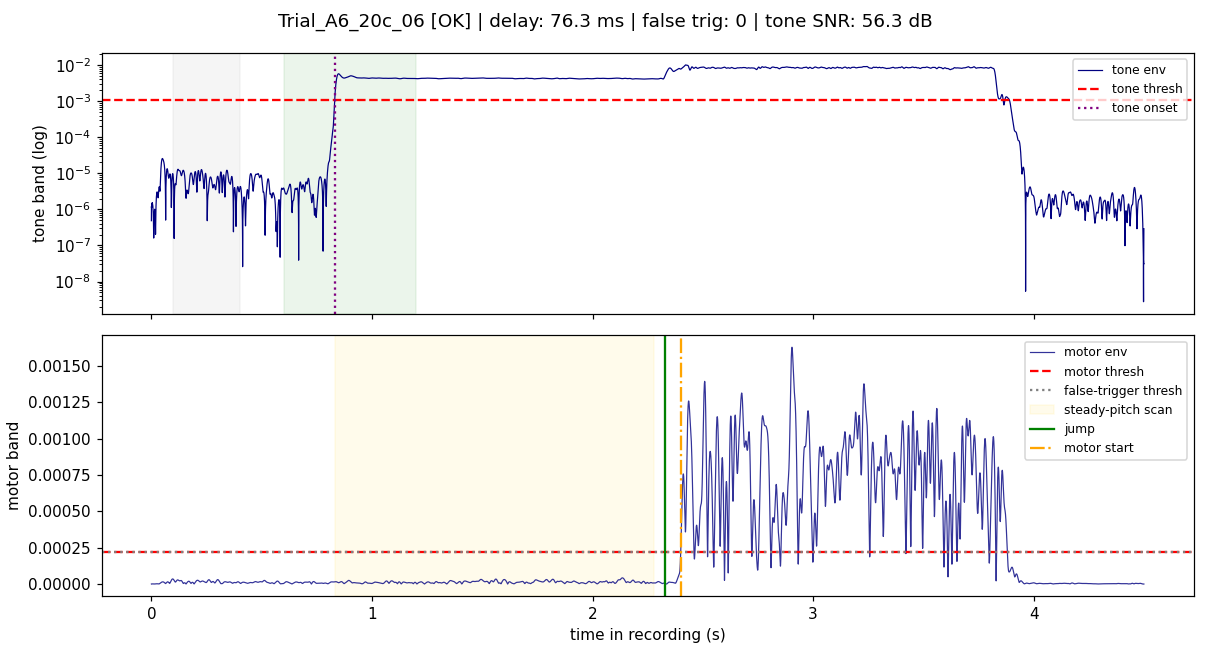 Trial_A6_20c_06 [OK] | delay: 76.3 ms | false trig: 0 | tone SNR: 56.3 dB
tone band (log)
10⁻²
10⁻³
10⁻⁴
10⁻⁵
10⁻⁶
10⁻⁷
10⁻⁸
tone env
tone thresh
tone onset
motor band
0.00150
0.00125
0.00100
0.00075
0.00050
0.00025
0.00000
motor env
motor thresh
false-trigger thresh
steady-pitch scan
jump
motor start
0 1 2 3 4
time in recording (s)